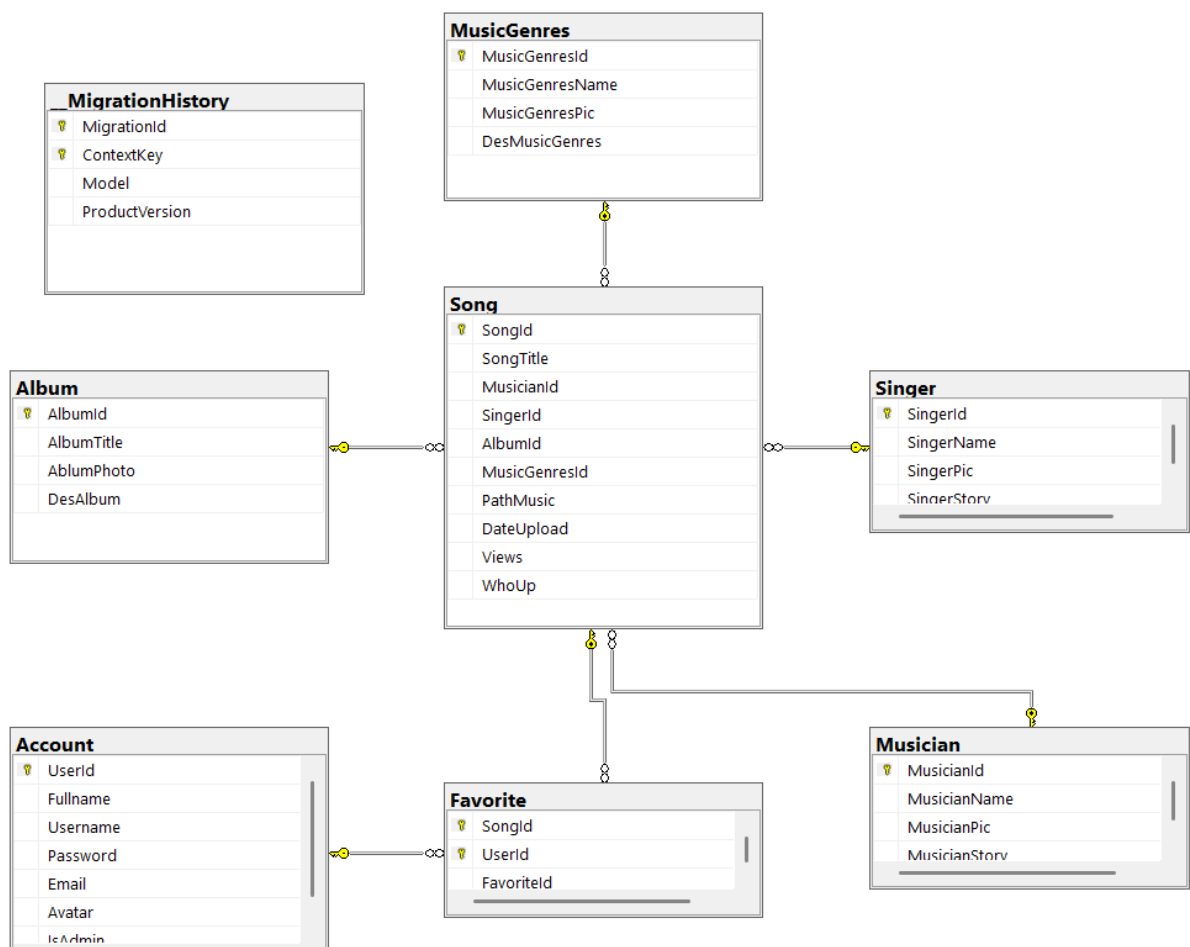 MusicGenres
MusicGenresId
MusicGenresName
MusicGenresPic
DesMusicGenres
__MigrationHistory
MigrationId
ContextKey
Model
ProductVersion
Song
SongId
SongTitle
MusicianId
SingerId
AlbumId
MusicGenresId
PathMusic
DateUpload
Views
WhoUp
Album
AlbumId
AlbumTitle
AblumPhoto
DesAlbum
Singer
SingerId
SingerName
SingerPic
SingerStory
Account
UserId
Fullname
Username
Password
Email
Avatar
IsAdmin
Favorite
SongId
UserId
FavoriteId
Musician
MusicianId
MusicianName
MusicianPic
MusicianStory